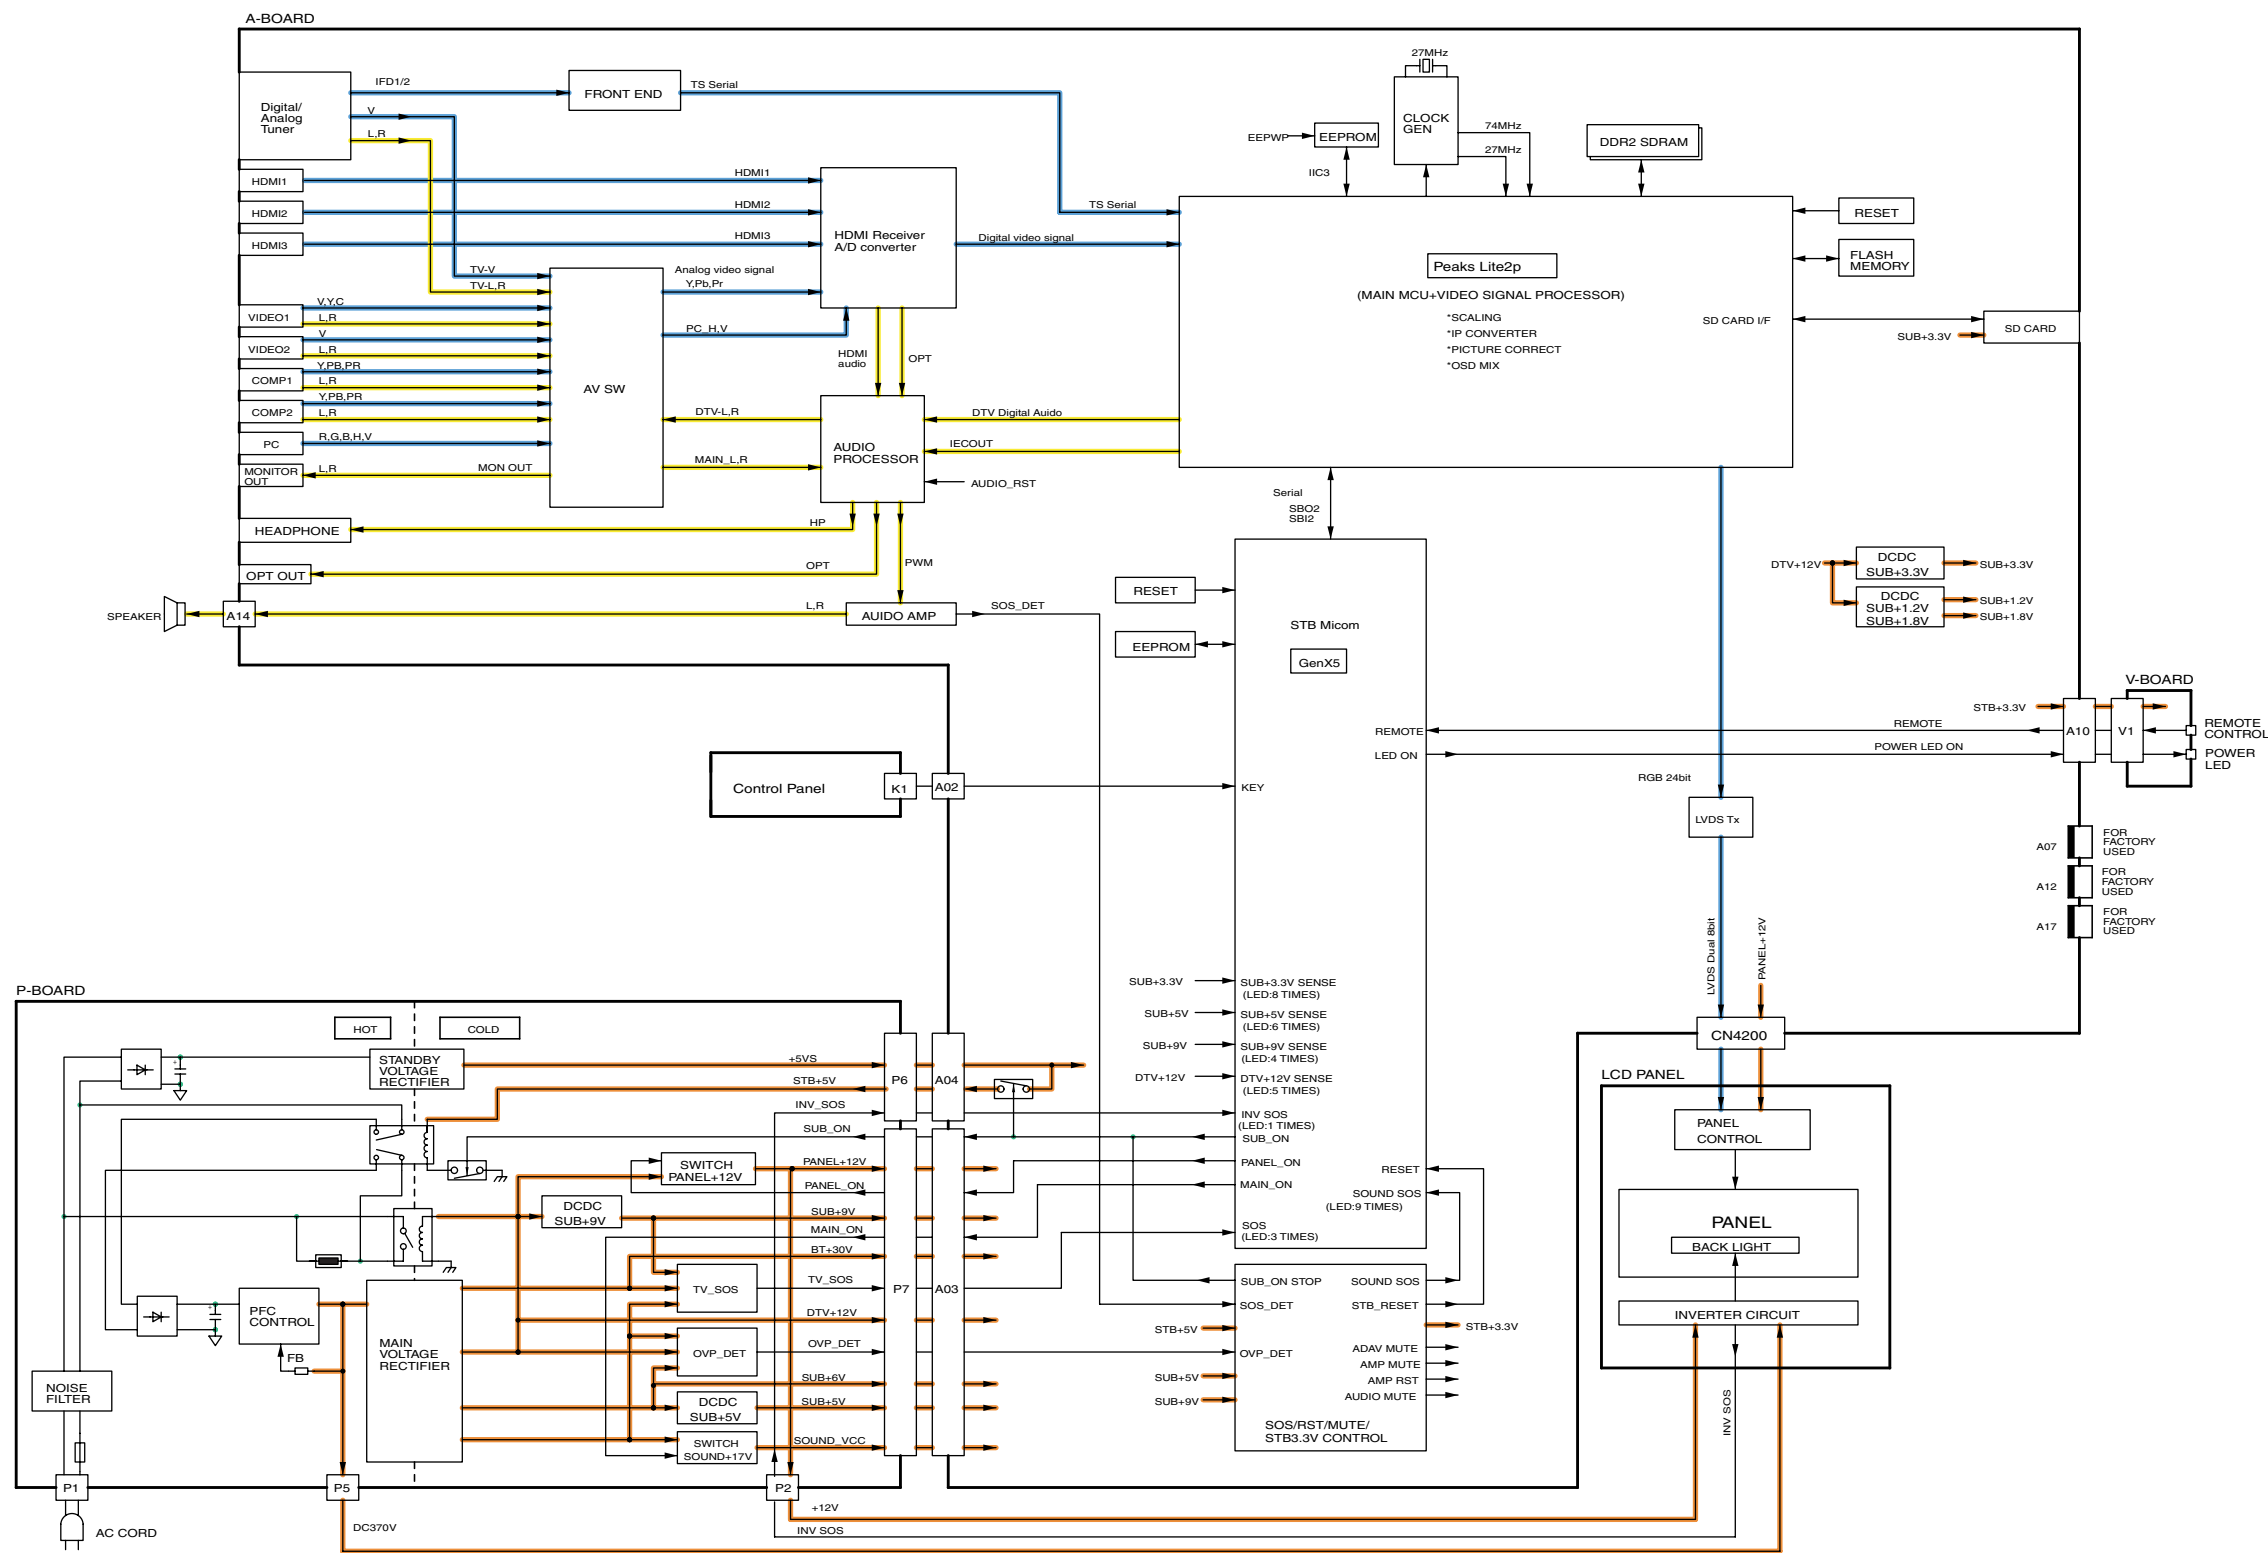 A-BOARD
Digital/
Analog
Tuner
IFD1/2
V
L,R
FRONT END
TS Serial
27MHz
CLOCK
GEN
74MHz
27MHz
EEPWP
EEPROM
IIC3
DDR2 SDRAM
HDMI1
HDMI1
HDMI2
HDMI2
HDMI3
HDMI3
HDMI Receiver
A/D converter
TS Serial
Digital video signal
RESET
FLASH
MEMORY
Peaks Lite2p
(MAIN MCU+VIDEO SIGNAL PROCESSOR)
*SCALING
*IP CONVERTER
*PICTURE CORRECT
*OSD MIX
SD CARD I/F
SD CARD
SUB+3.3V
TV-V
TV-L,R
Analog video signal
Y,Pb,Pr
PC_H,V
VIDEO1
V,Y,C
L,R
VIDEO2
V
L,R
COMP1
Y,PB,PR
L,R
COMP2
Y,PB,PR
L,R
PC
R,G,B,H,V
MONITOR
OUT
L,R
MON OUT
AV SW
HDMI
audio
OPT
DTV-L,R
MAIN_L,R
AUDIO
PROCESSOR
DTV Digital Auido
IECOUT
AUDIO_RST
HEADPHONE
HP
OPT OUT
OPT
PWM
SPEAKER
A14
L,R
AUIDO AMP
SOS_DET
Serial
SBO2
SBI2
RESET
EEPROM
STB Micom
GenX5
DTV+12V
DCDC
SUB+3.3V
SUB+3.3V
DCDC
SUB+1.2V
SUB+1.8V
SUB+1.2V
SUB+1.8V
V-BOARD
STB+3.3V
REMOTE
REMOTE
LED ON
POWER LED ON
A10
V1
REMOTE
CONTROL
POWER
LED
Control Panel
K1
A02
KEY
RGB 24bit
LVDS Tx
A07
FOR
FACTORY
USED
A12
FOR
FACTORY
USED
A17
FOR
FACTORY
USED
LVDS Dual 8bit
PANEL+12V
CN4200
SUB+3.3V
SUB+3.3V SENSE
(LED:8 TIMES)
SUB+5V
SUB+5V SENSE
(LED:6 TIMES)
SUB+9V
SUB+9V SENSE
(LED:4 TIMES)
DTV+12V
DTV+12V SENSE
(LED:5 TIMES)
INV SOS
(LED:1 TIMES)
SUB_ON
PANEL_ON
MAIN_ON
SOS
(LED:3 TIMES)
RESET
SOUND SOS
(LED:9 TIMES)
P-BOARD
HOT
COLD
STANDBY
VOLTAGE
RECTIFIER
+5VS
STB+5V
INV_SOS
SUB_ON
P6
A04
SWITCH
PANEL+12V
PANEL+12V
PANEL_ON
DCDC
SUB+9V
SUB+9V
MAIN_ON
BT+30V
TV_SOS
TV_SOS
P7
A03
DTV+12V
OVP_DET
OVP_DET
SUB+6V
DCDC
SUB+5V
SUB+5V
SWITCH
SOUND+17V
SOUND_VCC
PFC
CONTROL
FB
MAIN
VOLTAGE
RECTIFIER
NOISE
FILTER
P1
P5
P2
AC CORD
DC370V
+12V
INV SOS
SUB_ON STOP
SOUND SOS
SOS_DET
STB_RESET
STB+5V
STB+3.3V
OVP_DET
ADAV MUTE
AMP MUTE
SUB+5V
AMP RST
SUB+9V
AUDIO MUTE
SOS/RST/MUTE/
STB3.3V CONTROL
LCD PANEL
PANEL
CONTROL
PANEL
BACK LIGHT
INVERTER CIRCUIT
INV SOS